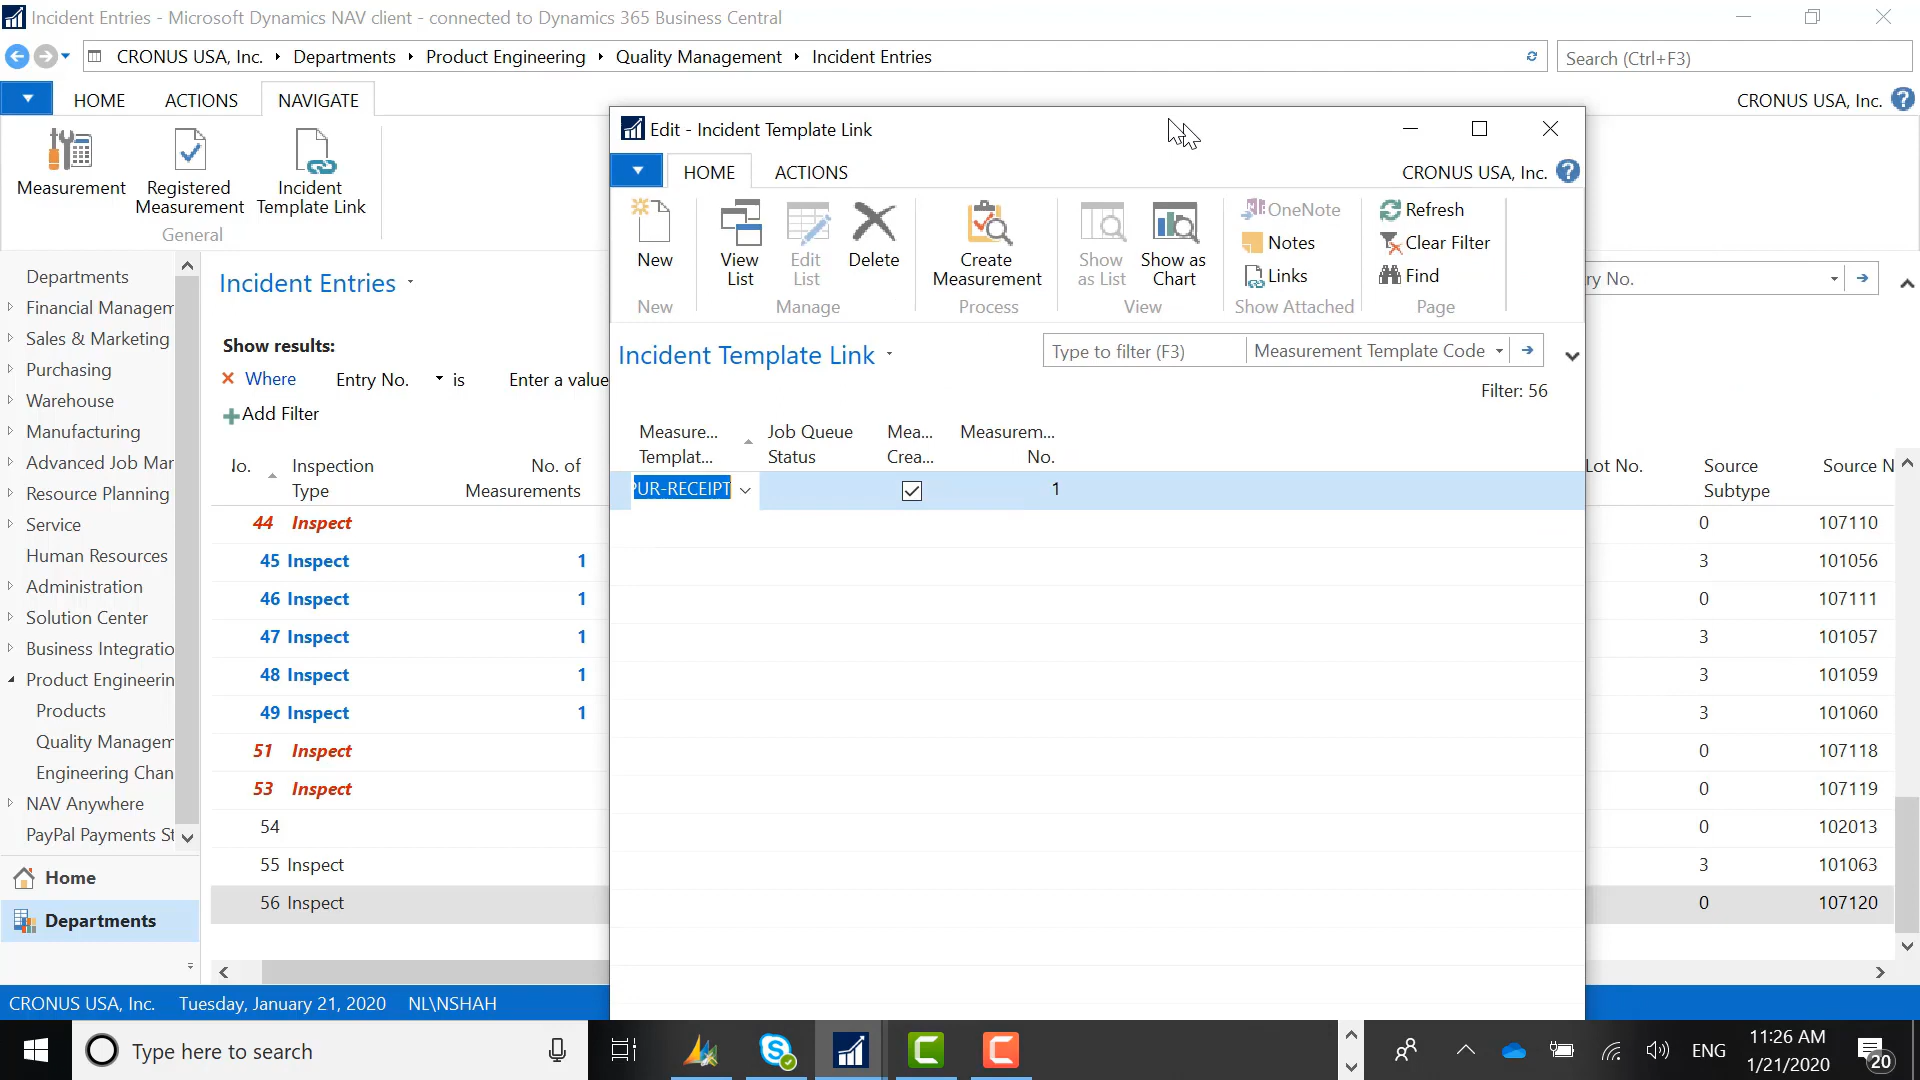 Incident Entries - Microsoft Dynamics NAV client - connected to Dynamics 365 Business Central
CRONUS USA, Inc. Departments Product Engineering Quality Management Incident Entries
Search (Ctrl+F3)
HOME ACTIONS NAVIGATE
CRONUS USA, Inc.
Measurement
Registered
Measurement
Incident
Template Link
General
Edit - Incident Template Link
HOME ACTIONS
CRONUS USA, Inc.
New
New
View
List
Edit
List
Delete
Manage
Create
Measurement
Process
Show
as List
Show as
Chart
View
OneNote
Notes
Links
Show Attached
Refresh
Clear Filter
Find
Page
Incident Template Link
Type to filter (F3) Measurement Template Code
Filter: 56
Measure...
Templat...
Job Queue
Status
Mea...
Crea...
Measurem...
No.
PUR-RECEIPT 1
Departments
Financial Managem
Sales & Marketing
Purchasing
Warehouse
Manufacturing
Advanced Job Mar
Resource Planning
Service
Human Resources
Administration
Solution Center
Business Integratio
Product Engineerin
Products
Quality Managem
Engineering Chan
NAV Anywhere
PayPal Payments St
Home
Departments
Incident Entries
Show results:
Where Entry No. is Enter a value
Add Filter
No.
Inspection
Type
No. of
Measurements
Lot No.
Source
Subtype
Source N
ry No.
44 Inspect 0 107110
45 Inspect 1 3 101056
46 Inspect 1 0 107111
47 Inspect 1 3 101057
48 Inspect 1 3 101059
49 Inspect 1 3 101060
51 Inspect 0 107118
53 Inspect 0 107119
54 0 102013
55 Inspect 3 101063
56 Inspect 0 107120
CRONUS USA, Inc. Tuesday, January 21, 2020 NL\NSHAH
Type here to search
ENG
11:26 AM
1/21/2020
20